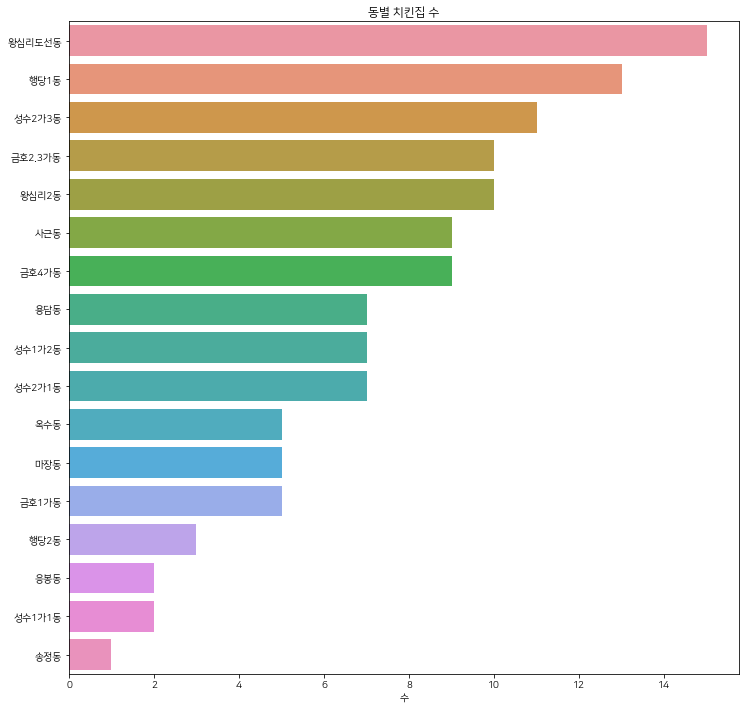 동별 치킨집 수
왕십리도선동
행당1동
성수2가3동
금호2.3가동
왕십리2동
사근동
금호4가동
용답동
성수1가2동
성수2가1동
옥수동
마장동
금호1가동
행당2동
응봉동
성수1가1동
송정동
0 2 4 6 8 10 12 14
수